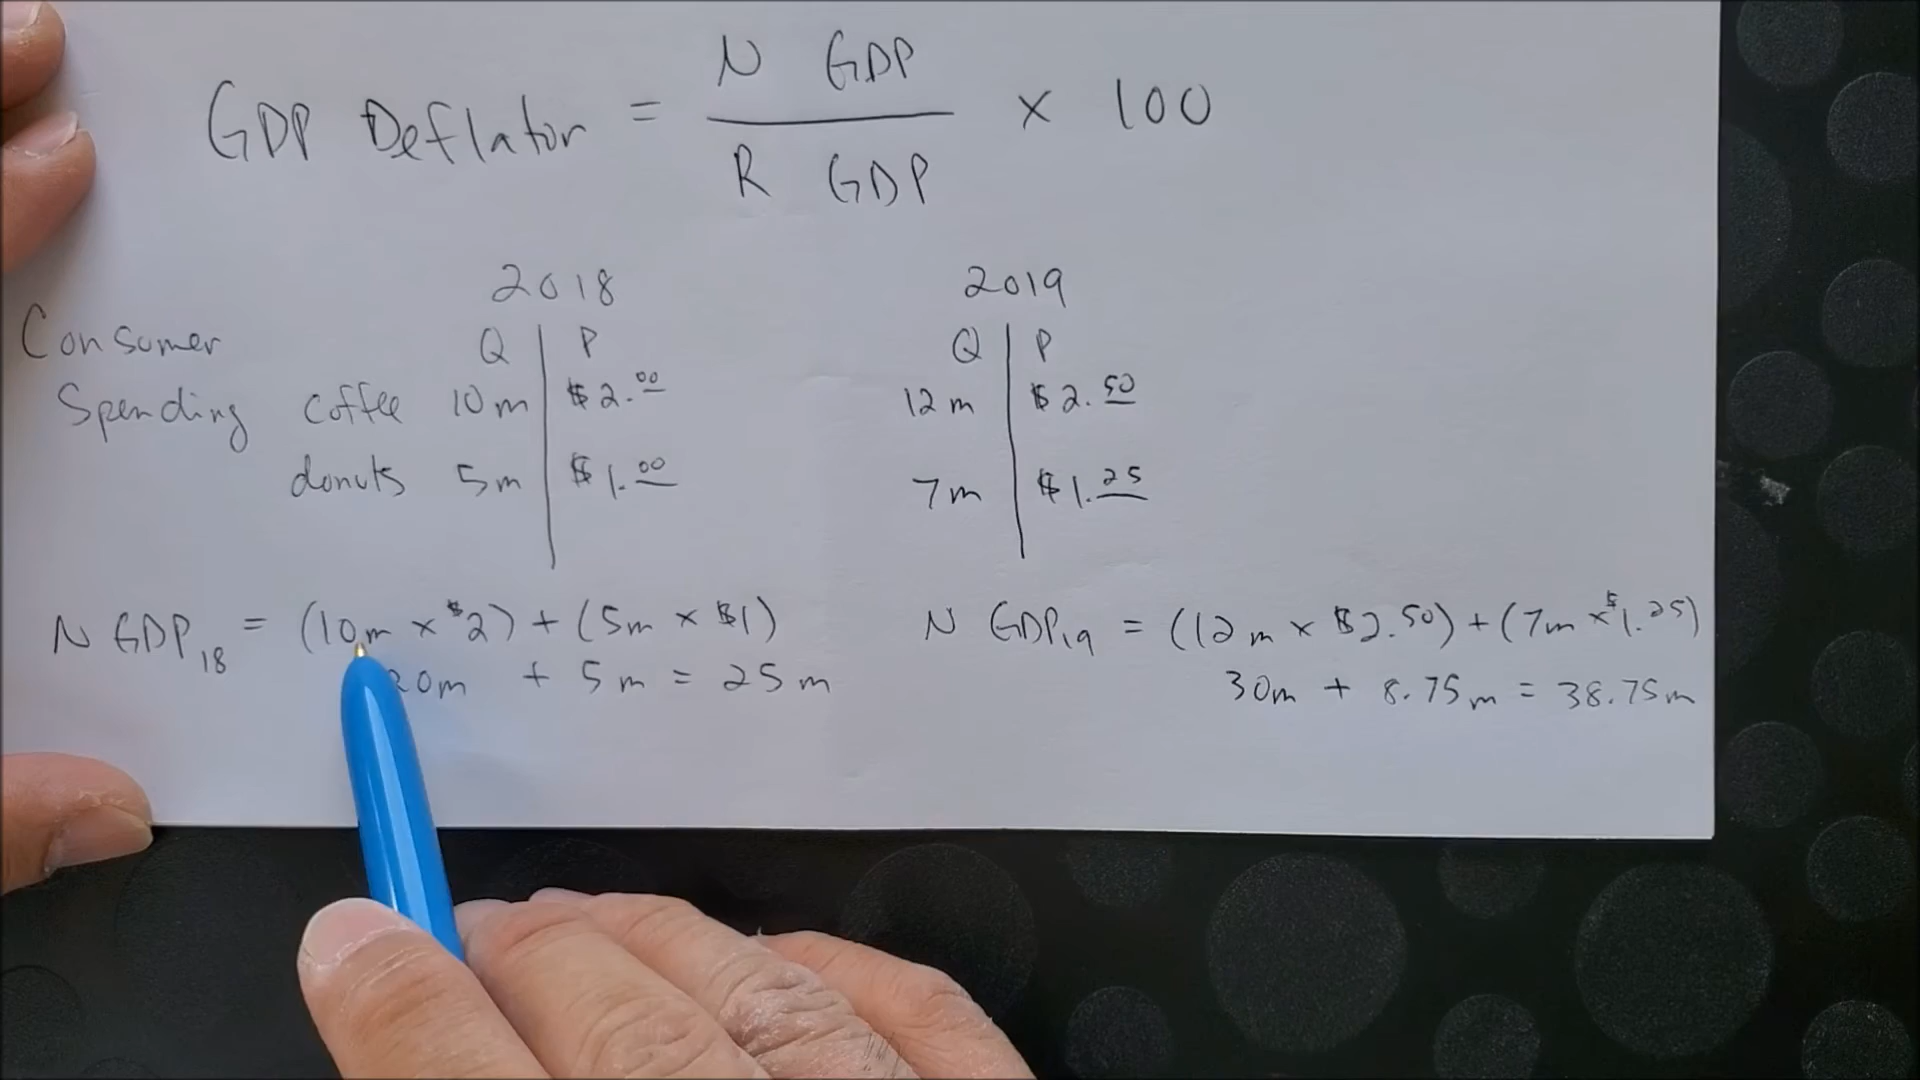 GDP Deflator = N GDP / R GDP x 100
2018 2019
Consumer Q P Q P
Spending coffee 10m $2.00 12m $2.50
donuts 5m $1.00 7m $1.25
N GDP18 = (10m x $2) + (5m x $1) N GDP19 = (12m x $2.50) + (7m x $1.25)
20m + 5m = 25m 30m + 8.75m = 38.75m